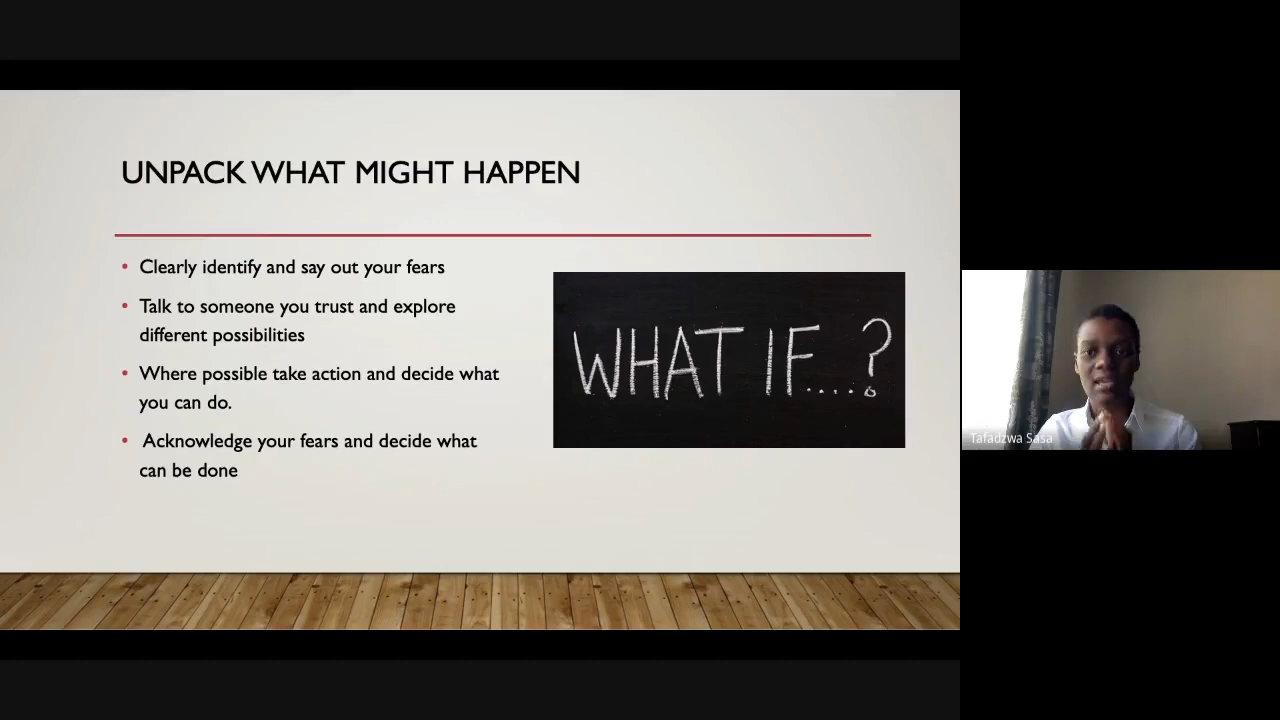 UNPACK WHAT MIGHT HAPPEN
• Clearly identify and say out your fears
• Talk to someone you trust and explore
different possibilities
• Where possible take action and decide what
you can do.
• Acknowledge your fears and decide what
can be done
WHAT IF....?
Tafadzwa Sasa